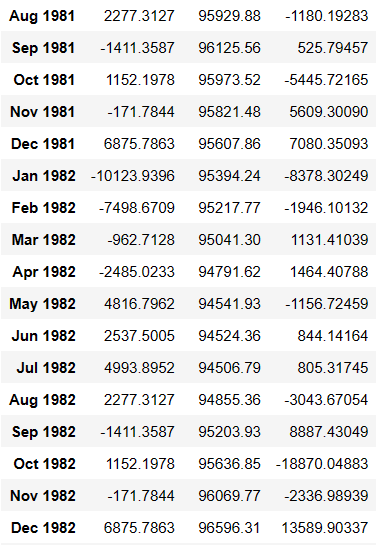 Aug 1981 2277.3127 95929.88 -1180.19283
Sep 1981 -1411.3587 96125.56 525.79457
Oct 1981 1152.1978 95973.52 -5445.72165
Nov 1981 -171.7844 95821.48 5609.30090
Dec 1981 6875.7863 95607.86 7080.35093
Jan 1982 -10123.9396 95394.24 -8378.30249
Feb 1982 -7498.6709 95217.77 -1946.10132
Mar 1982 -962.7128 95041.30 1131.41039
Apr 1982 -2485.0233 94791.62 1464.40788
May 1982 4816.7962 94541.93 -1156.72459
Jun 1982 2537.5005 94524.36 844.14164
Jul 1982 4993.8952 94506.79 805.31745
Aug 1982 2277.3127 94855.36 -3043.67054
Sep 1982 -1411.3587 95203.93 8887.43049
Oct 1982 1152.1978 95636.85 -18870.04883
Nov 1982 -171.7844 96069.77 -2336.98939
Dec 1982 6875.7863 96596.31 13589.90337